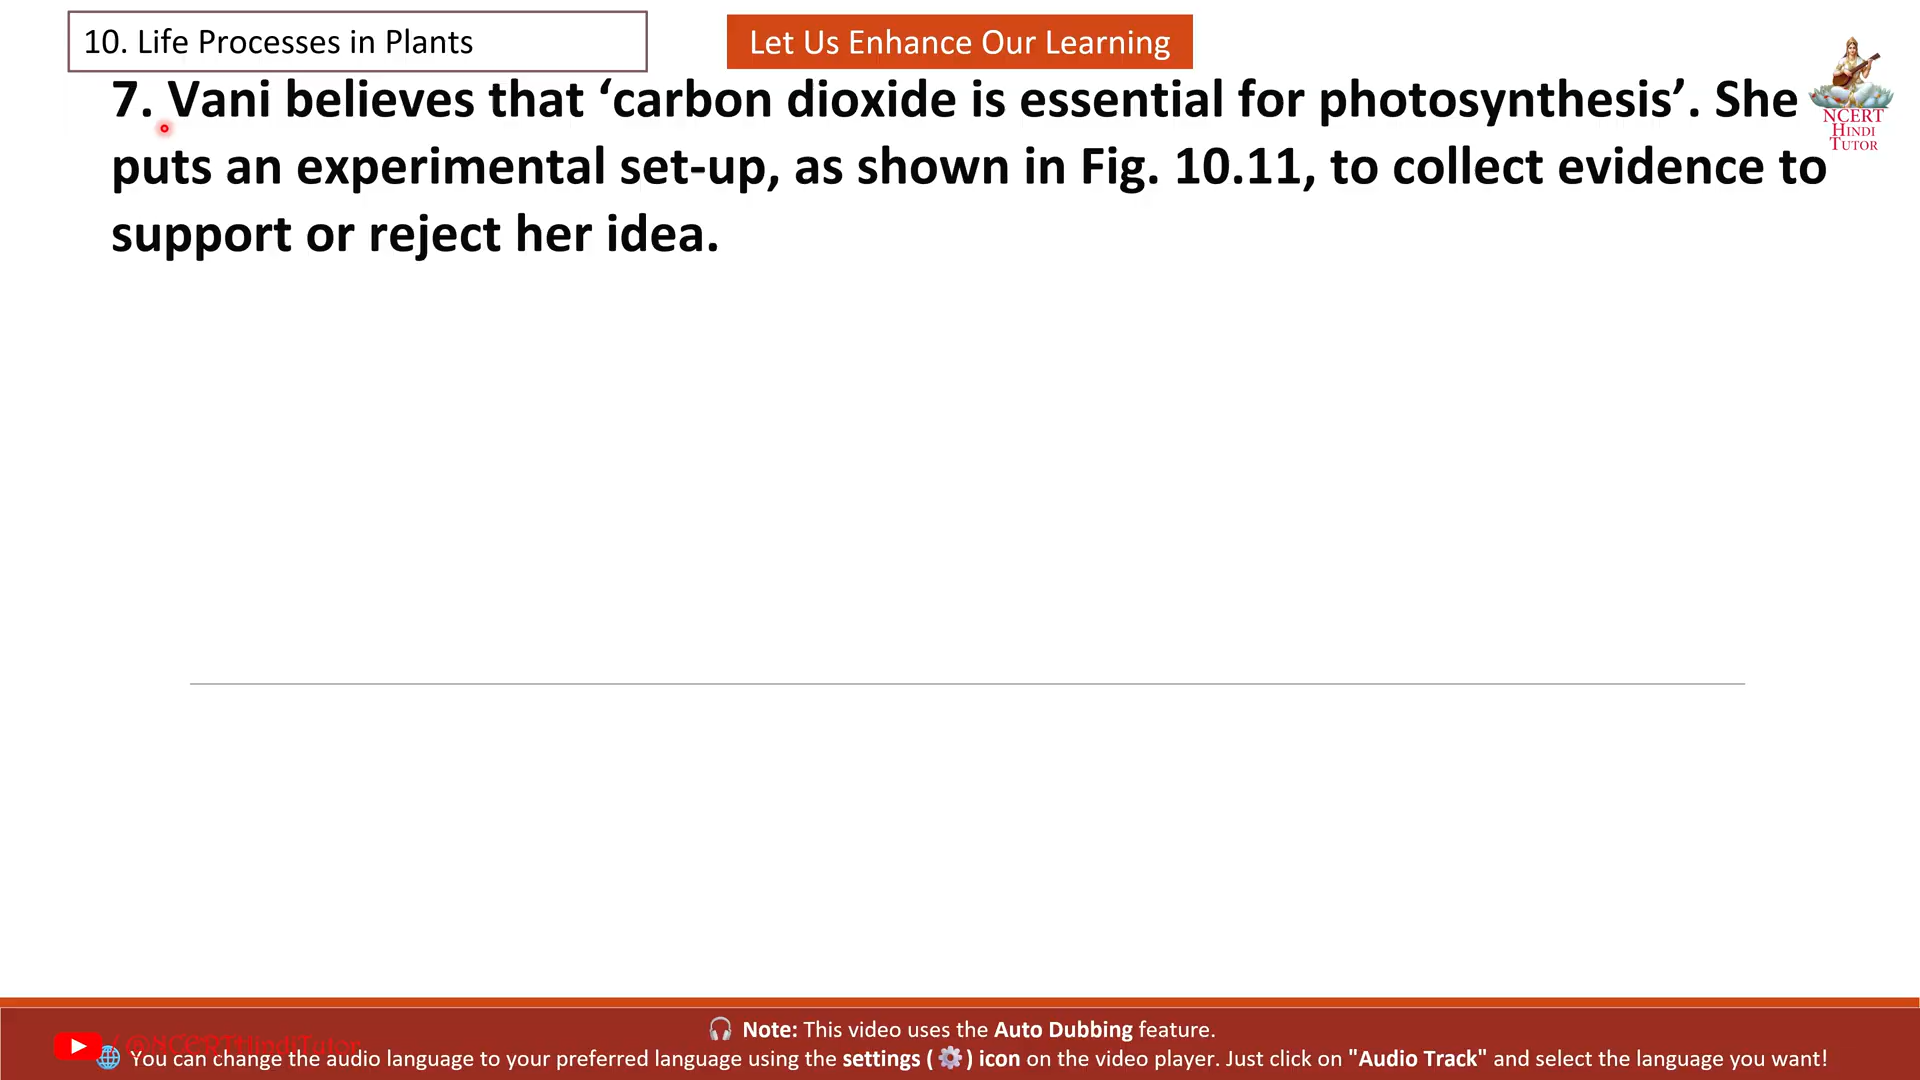 10. Life Processes in Plants
Let Us Enhance Our Learning
7. Vani believes that ‘carbon dioxide is essential for photosynthesis’. She
puts an experimental set-up, as shown in Fig. 10.11, to collect evidence to
support or reject her idea.
NCERT
HINDI
TUTOR
🎧 Note: This video uses the Auto Dubbing feature.
/ @NCERTHindiTutor
🌐 You can change the audio language to your preferred language using the settings ( ⚙️ ) icon on the video player. Just click on "Audio Track" and select the language you want!